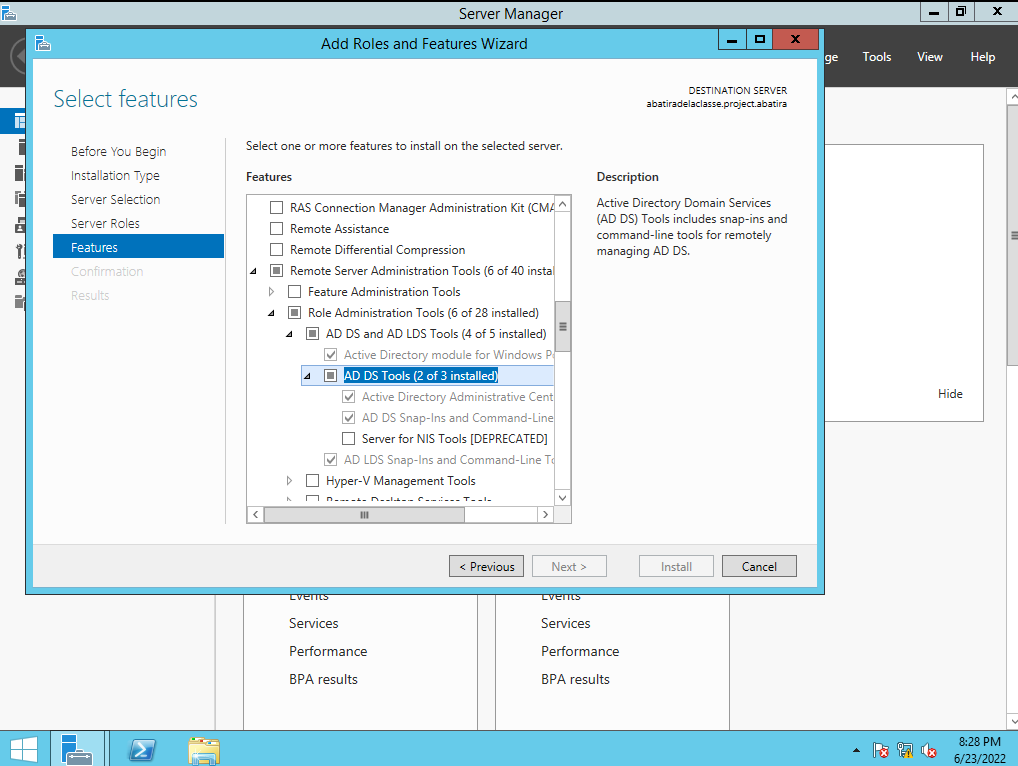 Server Manager
Add Roles and Features Wizard
ge Tools View Help
Select features
DESTINATION SERVER
abatiradelaclasse.project.abatira
Before You Begin
Installation Type
Server Selection
Server Roles
Features
Confirmation
Results
Select one or more features to install on the selected server.
Features
RAS Connection Manager Administration Kit (CMA
Remote Assistance
Remote Differential Compression
Remote Server Administration Tools (6 of 40 instal
Feature Administration Tools
Role Administration Tools (6 of 28 installed)
AD DS and AD LDS Tools (4 of 5 installed)
Active Directory module for Windows Po
AD DS Tools (2 of 3 installed)
Active Directory Administrative Cent
AD DS Snap-Ins and Command-Line
Server for NIS Tools [DEPRECATED]
AD LDS Snap-Ins and Command-Line To
Hyper-V Management Tools
Remote Desktop Services Tools
Description
Active Directory Domain Services
(AD DS) Tools includes snap-ins and
command-line tools for remotely
managing AD DS.
Hide
< Previous Next > Install Cancel
Events Events
Services Services
Performance Performance
BPA results BPA results
8:28 PM
6/23/2022